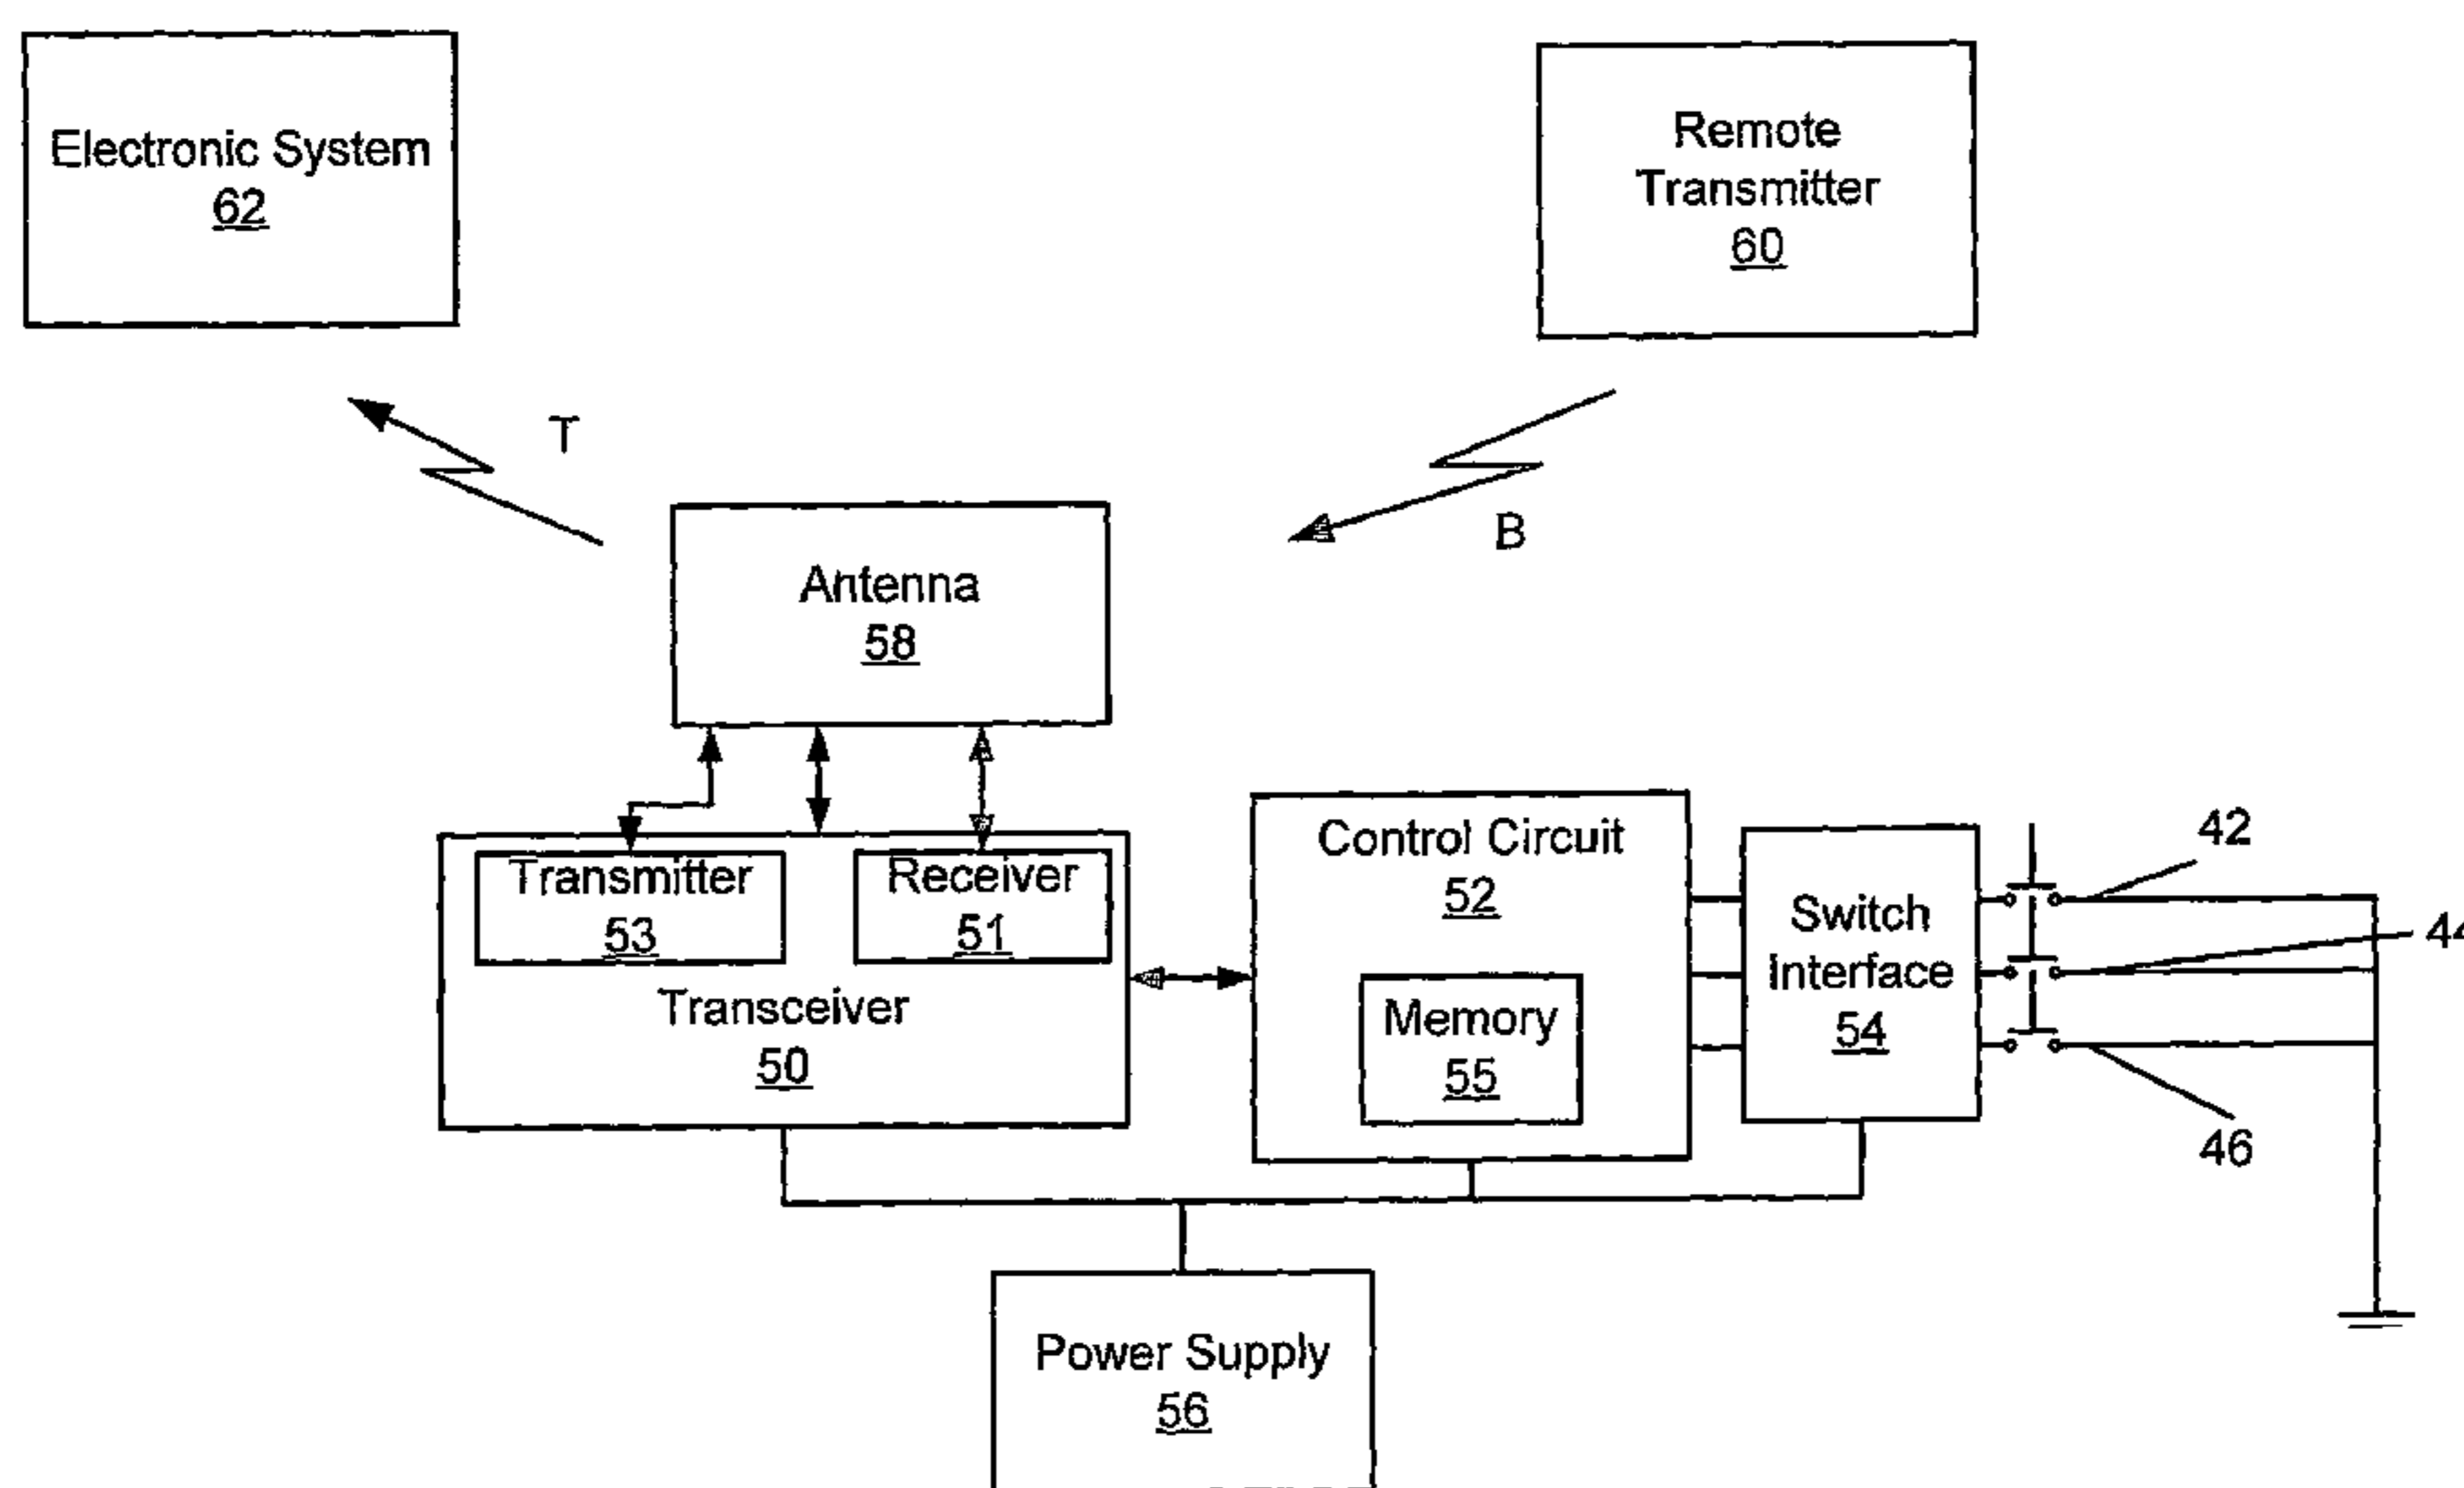 Electronic System
62
Remote
Transmitter
60
T
B
Antenna
58
Transmitter
53
Receiver
51
Transceiver
50
Control Circuit
52
Memory
55
Switch
Interface
54
42
44
46
Power Supply
56